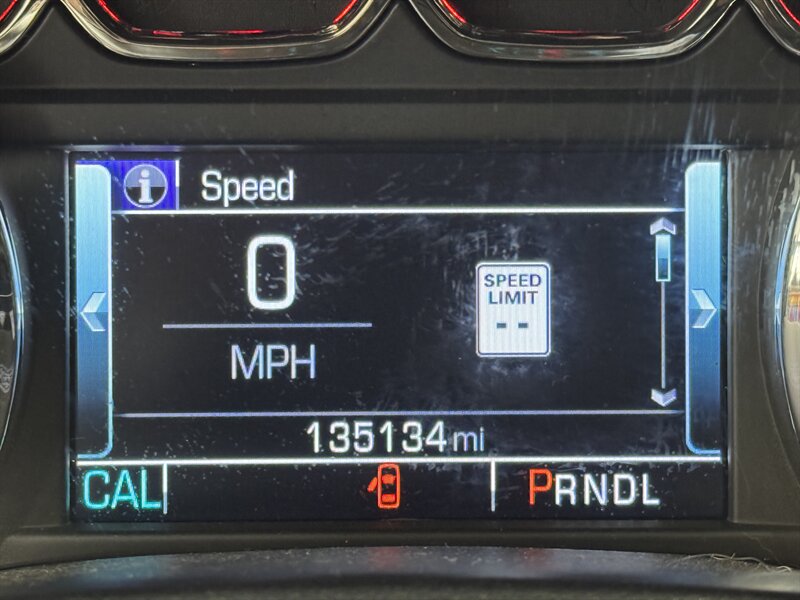 i Speed
0
MPH
SPEED
LIMIT
--
135134 mi
CAL
PRNDL